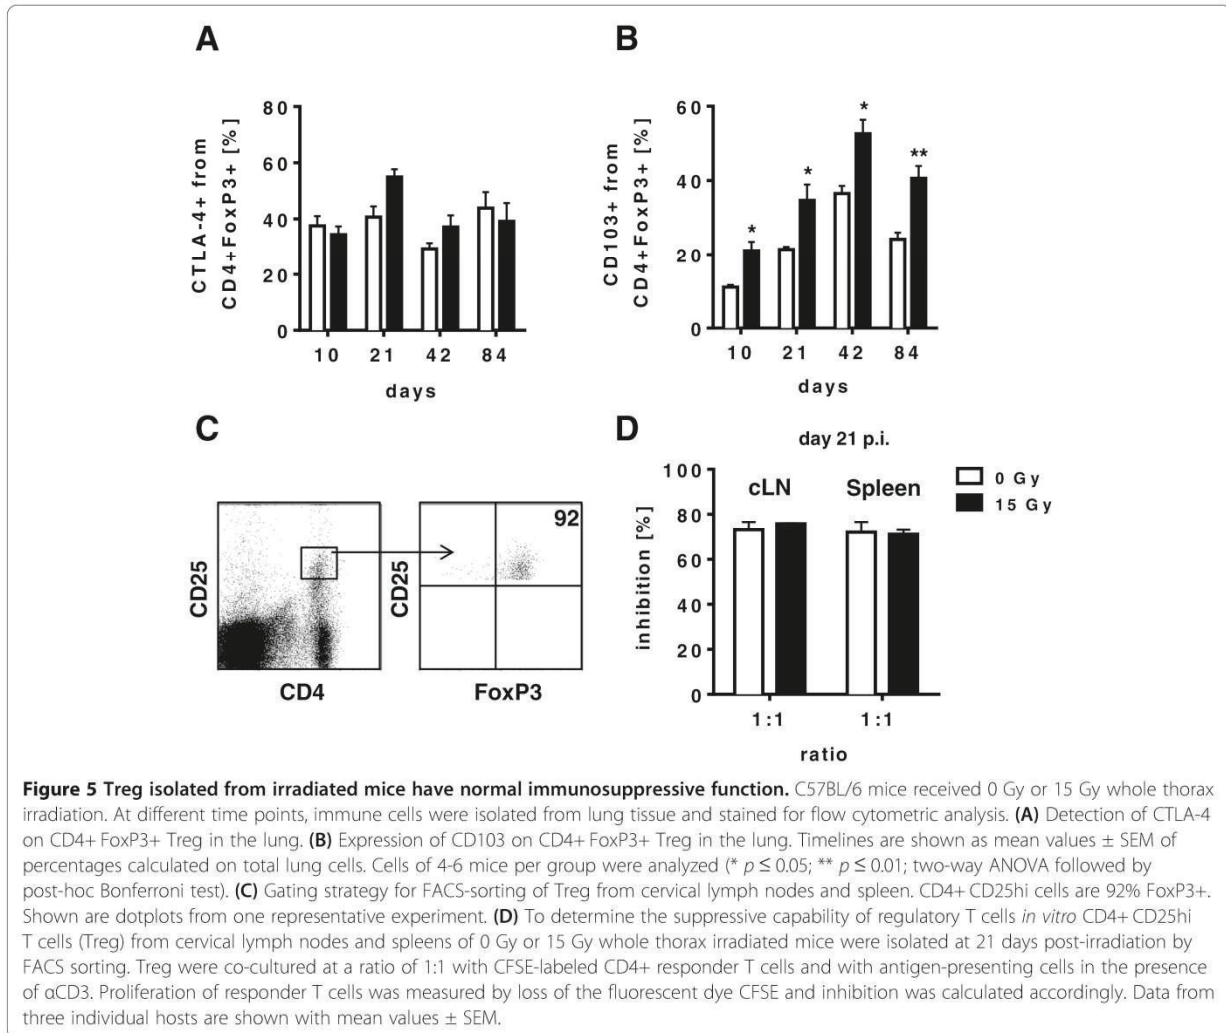 A
80
60
40
20
0
CTLA-4+ from
CD4+FoxP3+ [%]
10 21 42 84
days
B
60
40
20
0
CD103+ from
CD4+FoxP3+ [%]
* * * **
10 21 42 84
days
C
CD25
CD4
CD25
92
FoxP3
D
day 21 p.i.
100
80
60
40
20
0
inhibition [%]
cLN Spleen
1:1 1:1
ratio
0 Gy
15 Gy
Figure 5 Treg isolated from irradiated mice have normal immunosuppressive function. C57BL/6 mice received 0 Gy or 15 Gy whole thorax
irradiation. At different time points, immune cells were isolated from lung tissue and stained for flow cytometric analysis. (A) Detection of CTLA-4
on CD4+ FoxP3+ Treg in the lung. (B) Expression of CD103 on CD4+ FoxP3+ Treg in the lung. Timelines are shown as mean values ± SEM of
percentages calculated on total lung cells. Cells of 4-6 mice per group were analyzed (* p ≤ 0.05; ** p ≤ 0.01; two-way ANOVA followed by
post-hoc Bonferroni test). (C) Gating strategy for FACS-sorting of Treg from cervical lymph nodes and spleen. CD4+ CD25hi cells are 92% FoxP3+.
Shown are dotplots from one representative experiment. (D) To determine the suppressive capability of regulatory T cells in vitro CD4+ CD25hi
T cells (Treg) from cervical lymph nodes and spleens of 0 Gy or 15 Gy whole thorax irradiated mice were isolated at 21 days post-irradiation by
FACS sorting. Treg were co-cultured at a ratio of 1:1 with CFSE-labeled CD4+ responder T cells and with antigen-presenting cells in the presence
of αCD3. Proliferation of responder T cells was measured by loss of the fluorescent dye CFSE and inhibition was calculated accordingly. Data from
three individual hosts are shown with mean values ± SEM.